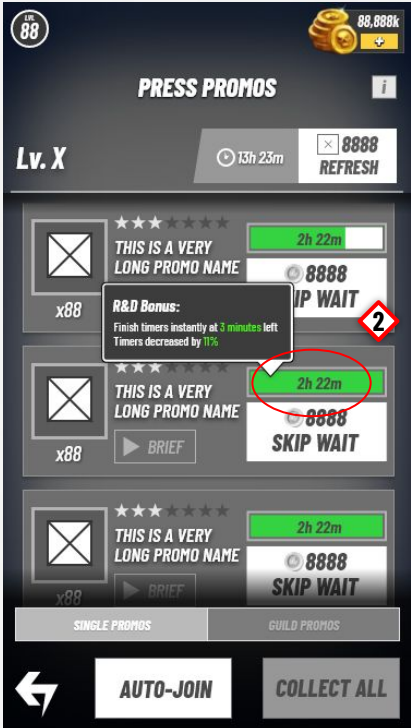 LVL
88
88,888k
PRESS PROMOS
i
Lv. X
13h 23m
8888
REFRESH
THIS IS A VERY
LONG PROMO NAME
x88
2h 22m
8888
IP WAIT
2
R&D Bonus:
Finish timers instantly at 3 minutes left
Timers decreased by 11%
THIS IS A VERY
LONG PROMO NAME
x88
BRIEF
2h 22m
8888
SKIP WAIT
THIS IS A VERY
LONG PROMO NAME
x88
BRIEF
2h 22m
8888
SKIP WAIT
SINGLE PROMOS
GUILD PROMOS
AUTO-JOIN
COLLECT ALL